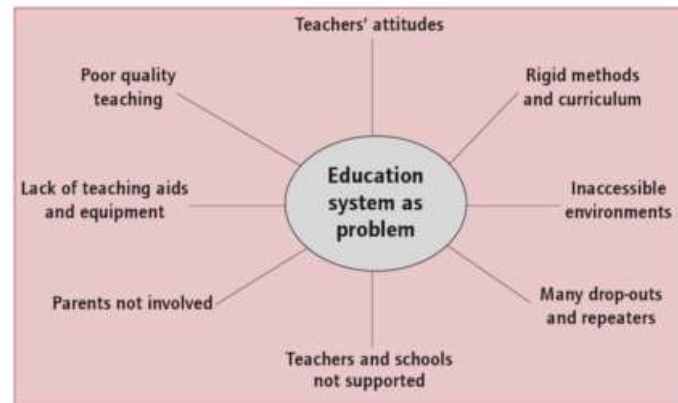 Teachers' attitudes
Poor quality
teaching
Rigid methods
and curriculum
Education
system as
problem
Lack of teaching aids
and equipment
Inaccessible
environments
Parents not involved
Many drop-outs
and repeaters
Teachers and schools
not supported